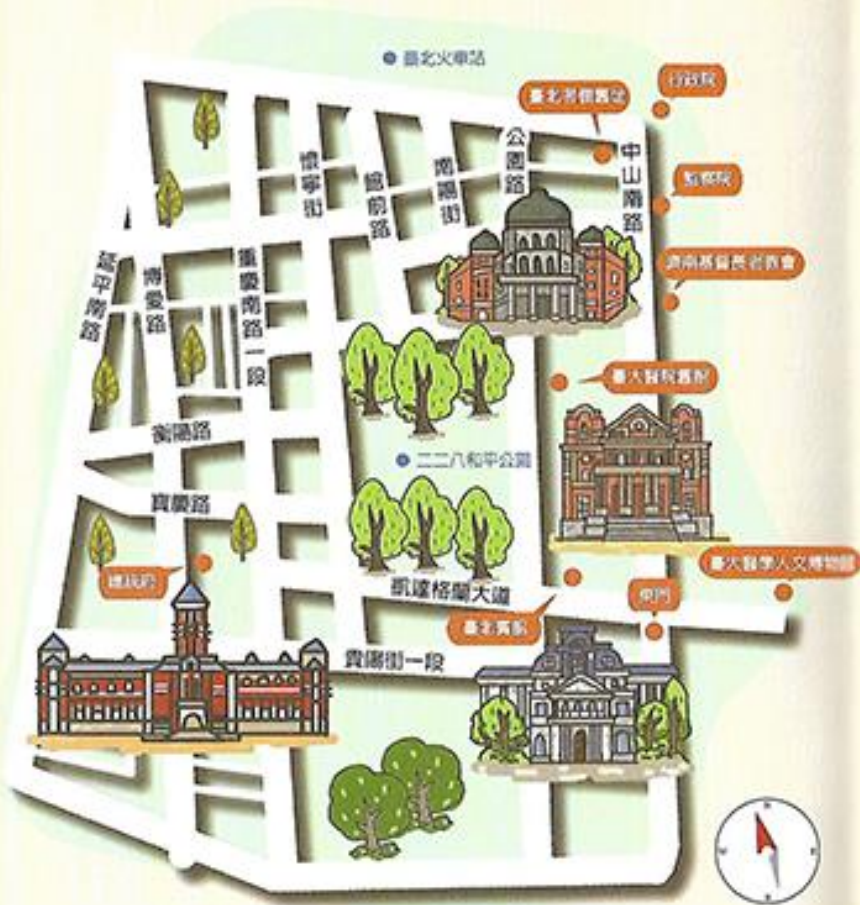 臺北火車站
行政院
臺北州廳舊址
公園路
中山南路
懷寧街
館前路
南陽街
監察院
濟南基督長老教會
延平南路
博愛路
重慶南路一段
臺大醫院舊館
衡陽路
二二八和平公園
寶慶路
總統府
凱達格蘭大道
臺大醫學人文博物館
東門
臺北賓館
貴陽街一段
N
W
E
S